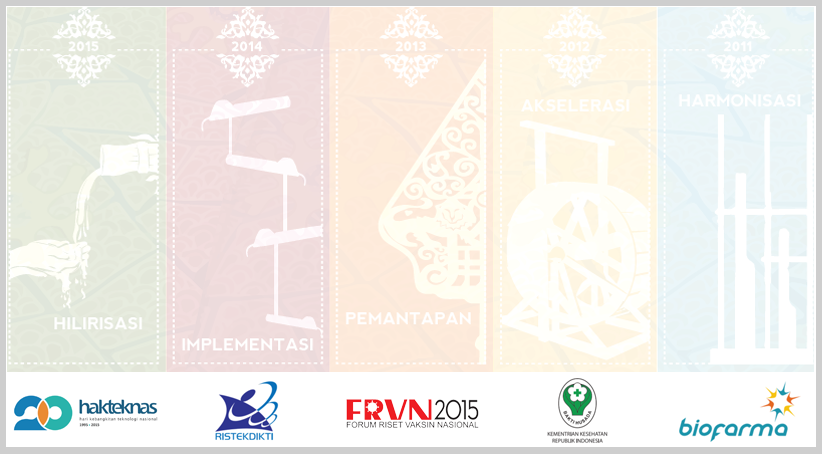 2015
2014
2013
2012
2011
HILIRISASI
IMPLEMENTASI
PEMANTAPAN
AKSELERASI
HARMONISASI
20 hakteknas
hari kebangkitan teknologi nasional
1995 - 2015
RISTEKDIKTI
FRVN2015
FORUM RISET VAKSIN NASIONAL
BAKTI HUSADA
KEMENTRIAN KESEHATAN
REPUBLIK INDONESIA
biofarma